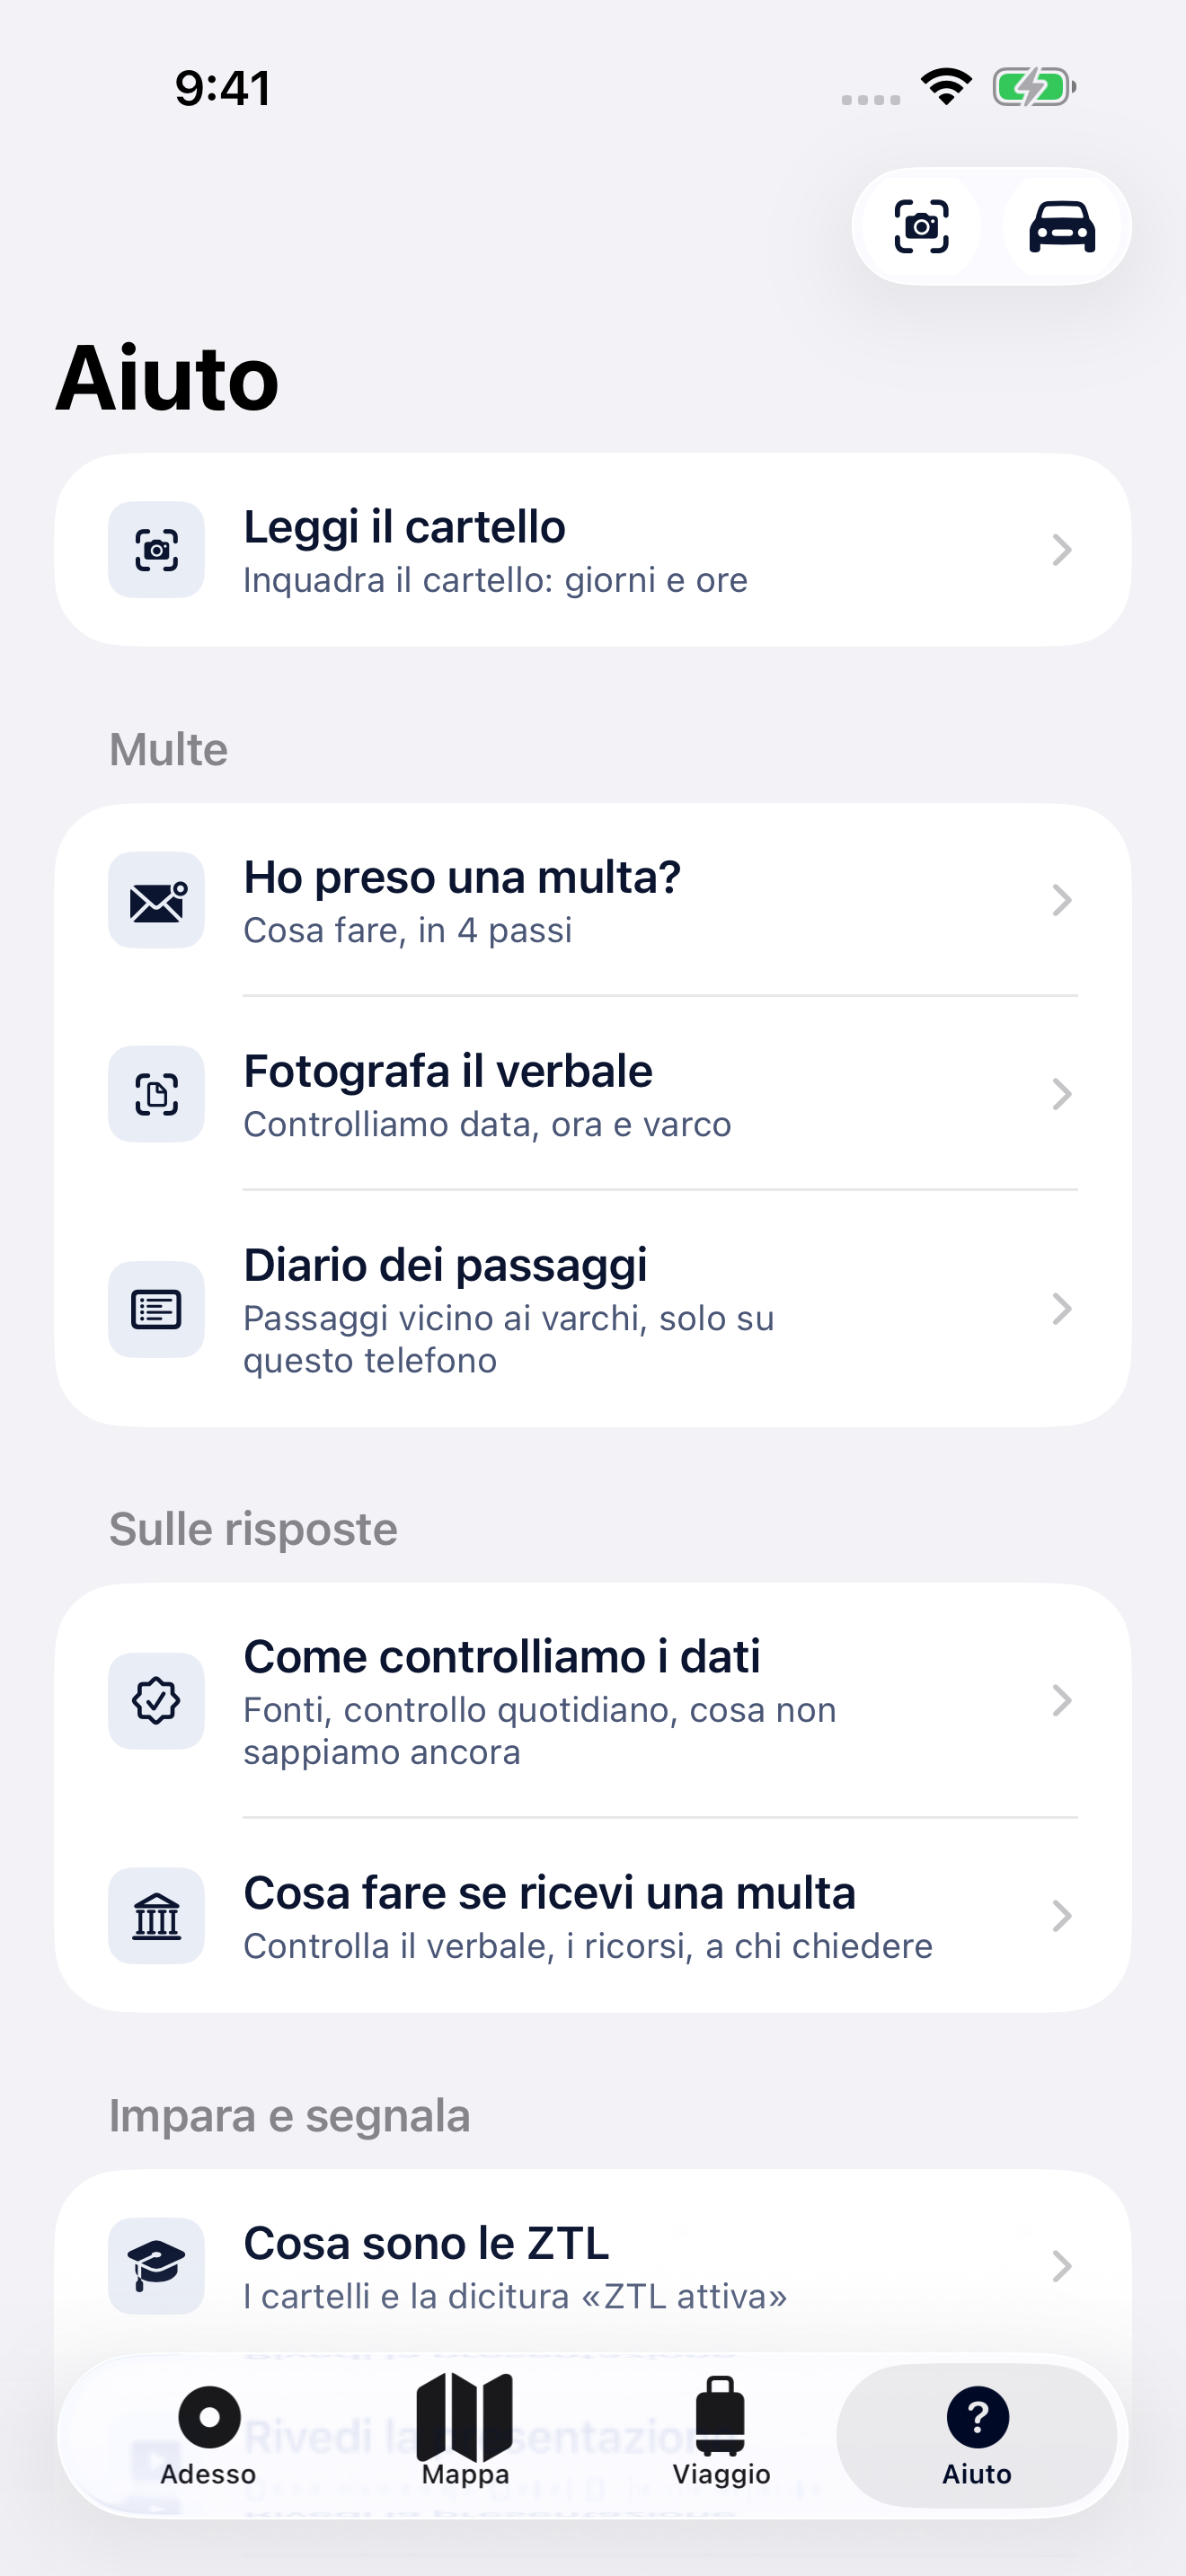 9:41
Aiuto
Leggi il cartello
Inquadra il cartello: giorni e ore
Multe
Ho preso una multa?
Cosa fare, in 4 passi
Fotografa il verbale
Controlliamo data, ora e varco
Diario dei passaggi
Passaggi vicino ai varchi, solo su
questo telefono
Sulle risposte
Come controlliamo i dati
Fonti, controllo quotidiano, cosa non
sappiamo ancora
Cosa fare se ricevi una multa
Controlla il verbale, i ricorsi, a chi chiedere
Impara e segnala
Cosa sono le ZTL
I cartelli e la dicitura «ZTL attiva»
Rivedi la presentazione
Adesso
Mappa
Viaggio
Aiuto